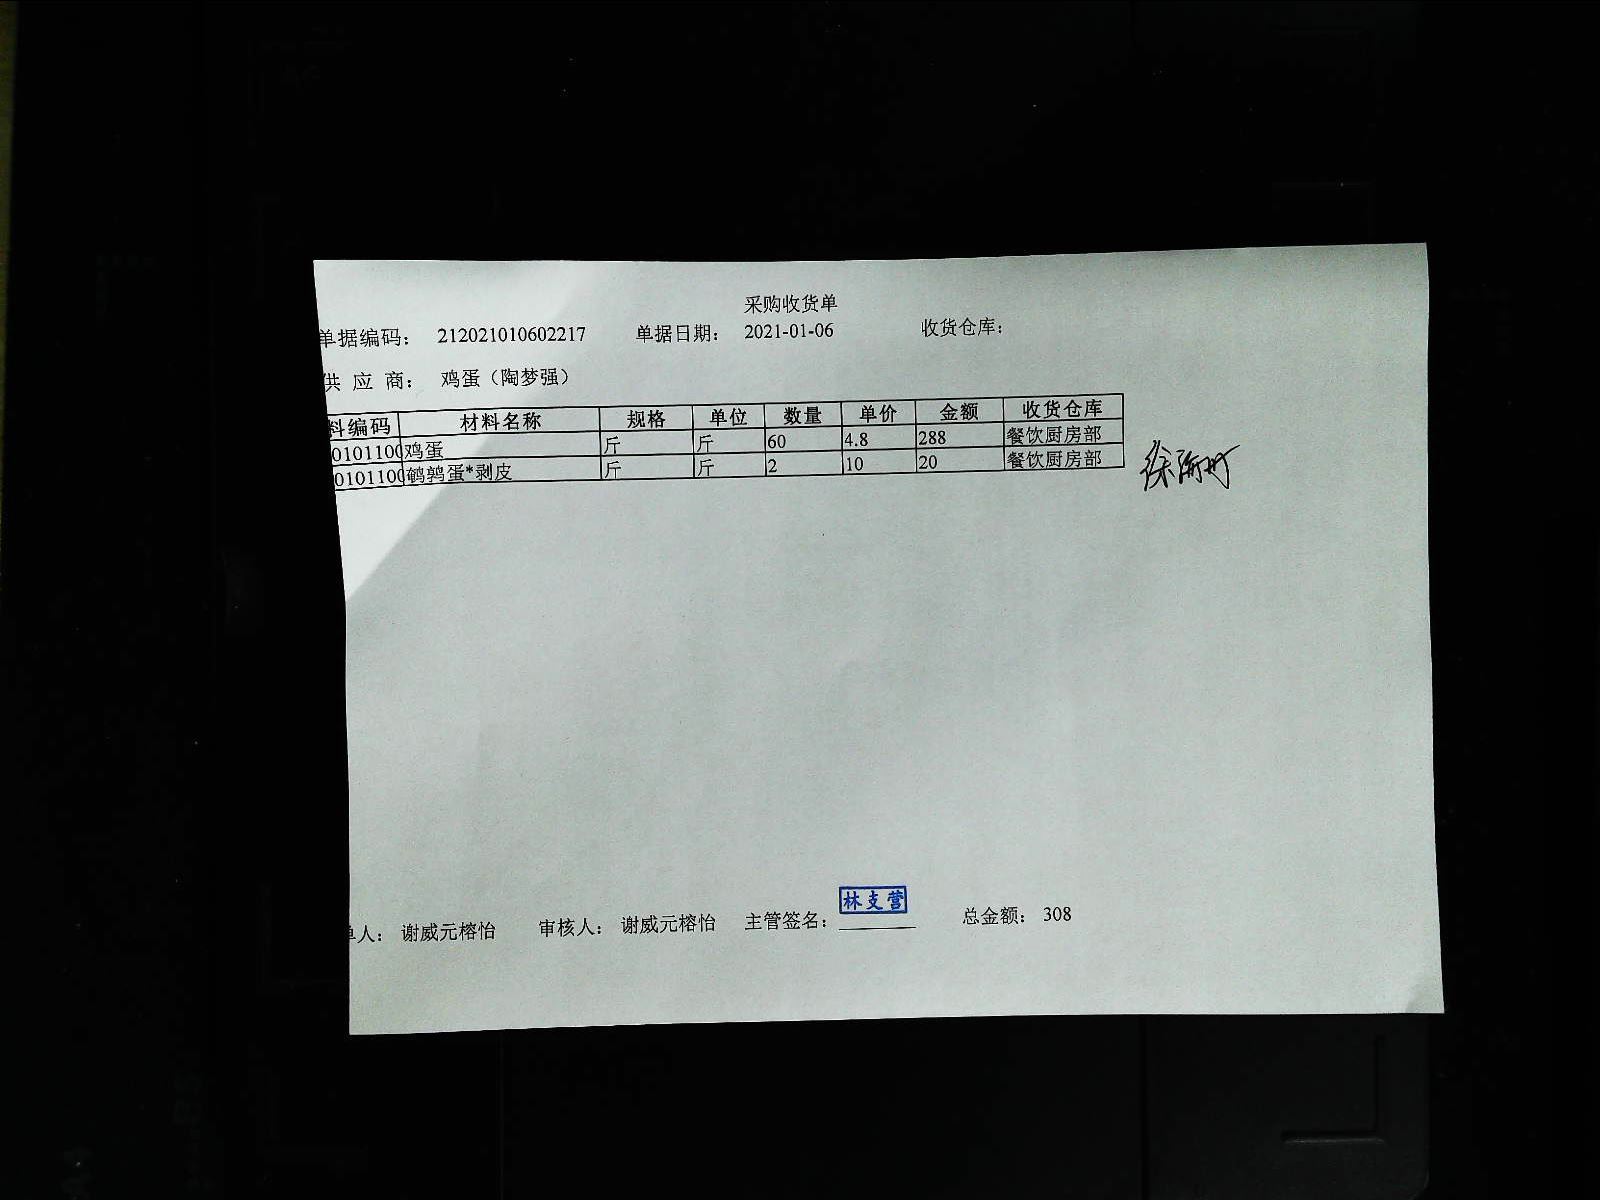 采购收货单
单据编码： 212021010602217 单据日期： 2021-01-06 收货仓库：
供 应 商： 鸡蛋（陶梦强）
料编码 材料名称 规格 单位 数量 单价 金额 收货仓库
0101100 鸡蛋 斤 斤 60 4.8 288 餐饮厨房部
0101100 鹌鹑蛋*剥皮 斤 斤 2 10 20 餐饮厨房部
林支营
单人： 谢威元榕怡 审核人： 谢威元榕怡 主管签名： 总金额： 308